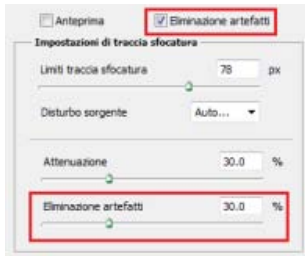 Anteprima Eliminazione artefatti
Impostazioni di traccia sfocatura
Limiti traccia sfocatura 78 px
Disturbo sorgente Auto...
Attenuazione 30.0 %
Eliminazione artefatti 30.0 %